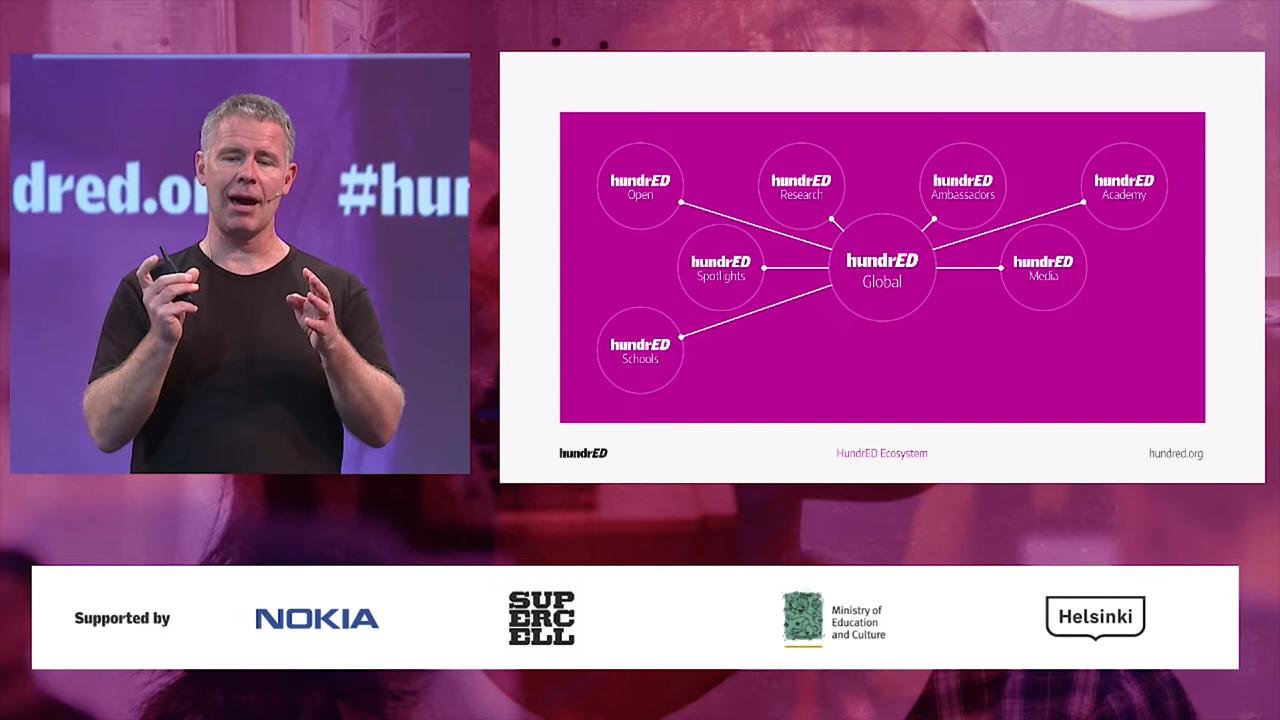 dred.or
#hun
hundrED
Open
hundrED
Research
hundrED
Ambassadors
hundrED
Academy
hundrED
Spotlights
hundrED
Global
hundrED
Media
hundrED
Schools
hundrED
HundrED Ecosystem
hundred.org
Supported by
NOKIA
SUP
ERC
ELL
Ministry of
Education
and Culture
Helsinki